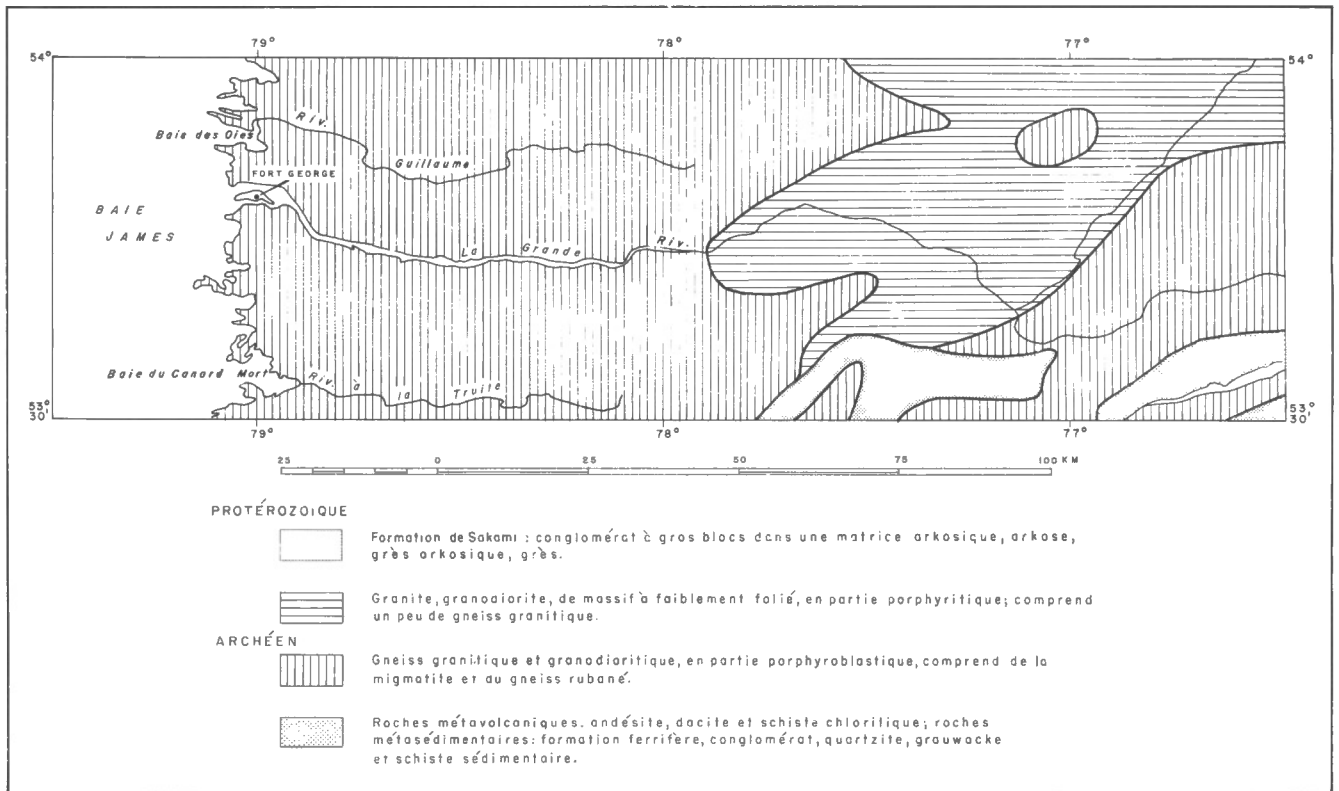 79° 78° 77°
54° 54°
Riv.
Baie des Oies
Guillaume
FORT GEORGE
BAIE
JAMES
La Grande Riv.
Baie du Canard Mort
Riv. à la Truite
53° 30' 53° 30'
79° 78° 77°
25 0 25 50 75 100 KM
PROTÉROZOIQUE
Formation de Sakami : conglomérat à gros blocs dans une matrice arkosique, arkose,
grès arkosique, grès.
Granite, granodiorite, de massif à faiblement folié, en partie porphyritique; comprend
un peu de gneiss granitique.
ARCHÉEN
Gneiss granitique et granodioritique, en partie porphyroblastique, comprend de la
migmatite et du gneiss rubané.
Roches métavolcaniques. andésite, dacite et schiste chloritique; roches
métasédimentaires: formation ferrifère, conglomérat, quartzite, grauwacke
et schiste sédimentaire.